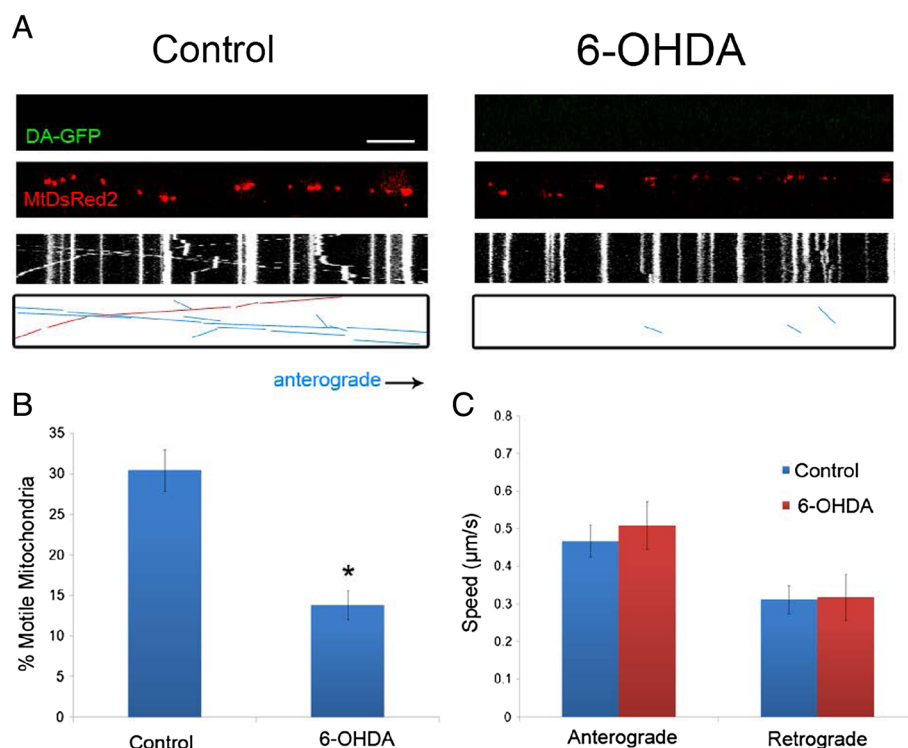 A
Control
6-OHDA
DA-GFP
MtDsRed2
anterograde
B
% Motile Mitochondria
35
30
25
20
15
10
5
0
*
Control
6-OHDA
C
Speed (µm/s)
0.8
0.7
0.6
0.5
0.4
0.3
0.2
0.1
0
Control
6-OHDA
Anterograde
Retrograde